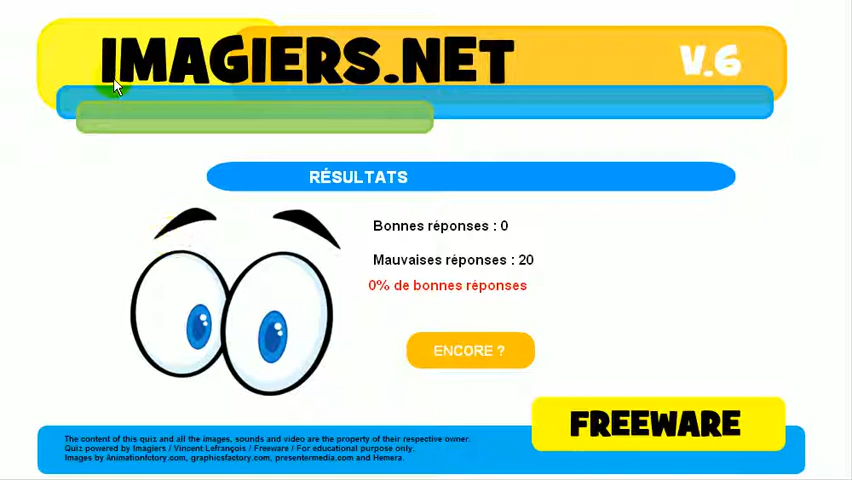 IMAGIERS.NET
V.6
RÉSULTATS
Bonnes réponses : 0
Mauvaises réponses : 20
0% de bonnes réponses
ENCORE ?
FREEWARE
The content of this quiz and all the images, sounds and video are the property of their respective owner.
Quiz powered by Imagiers / Vincent Lefrançois / Freeware / For educational purpose only.
Images by Animationfctory.com, graphicsfactory.com, presentermedia.com and Hemera.